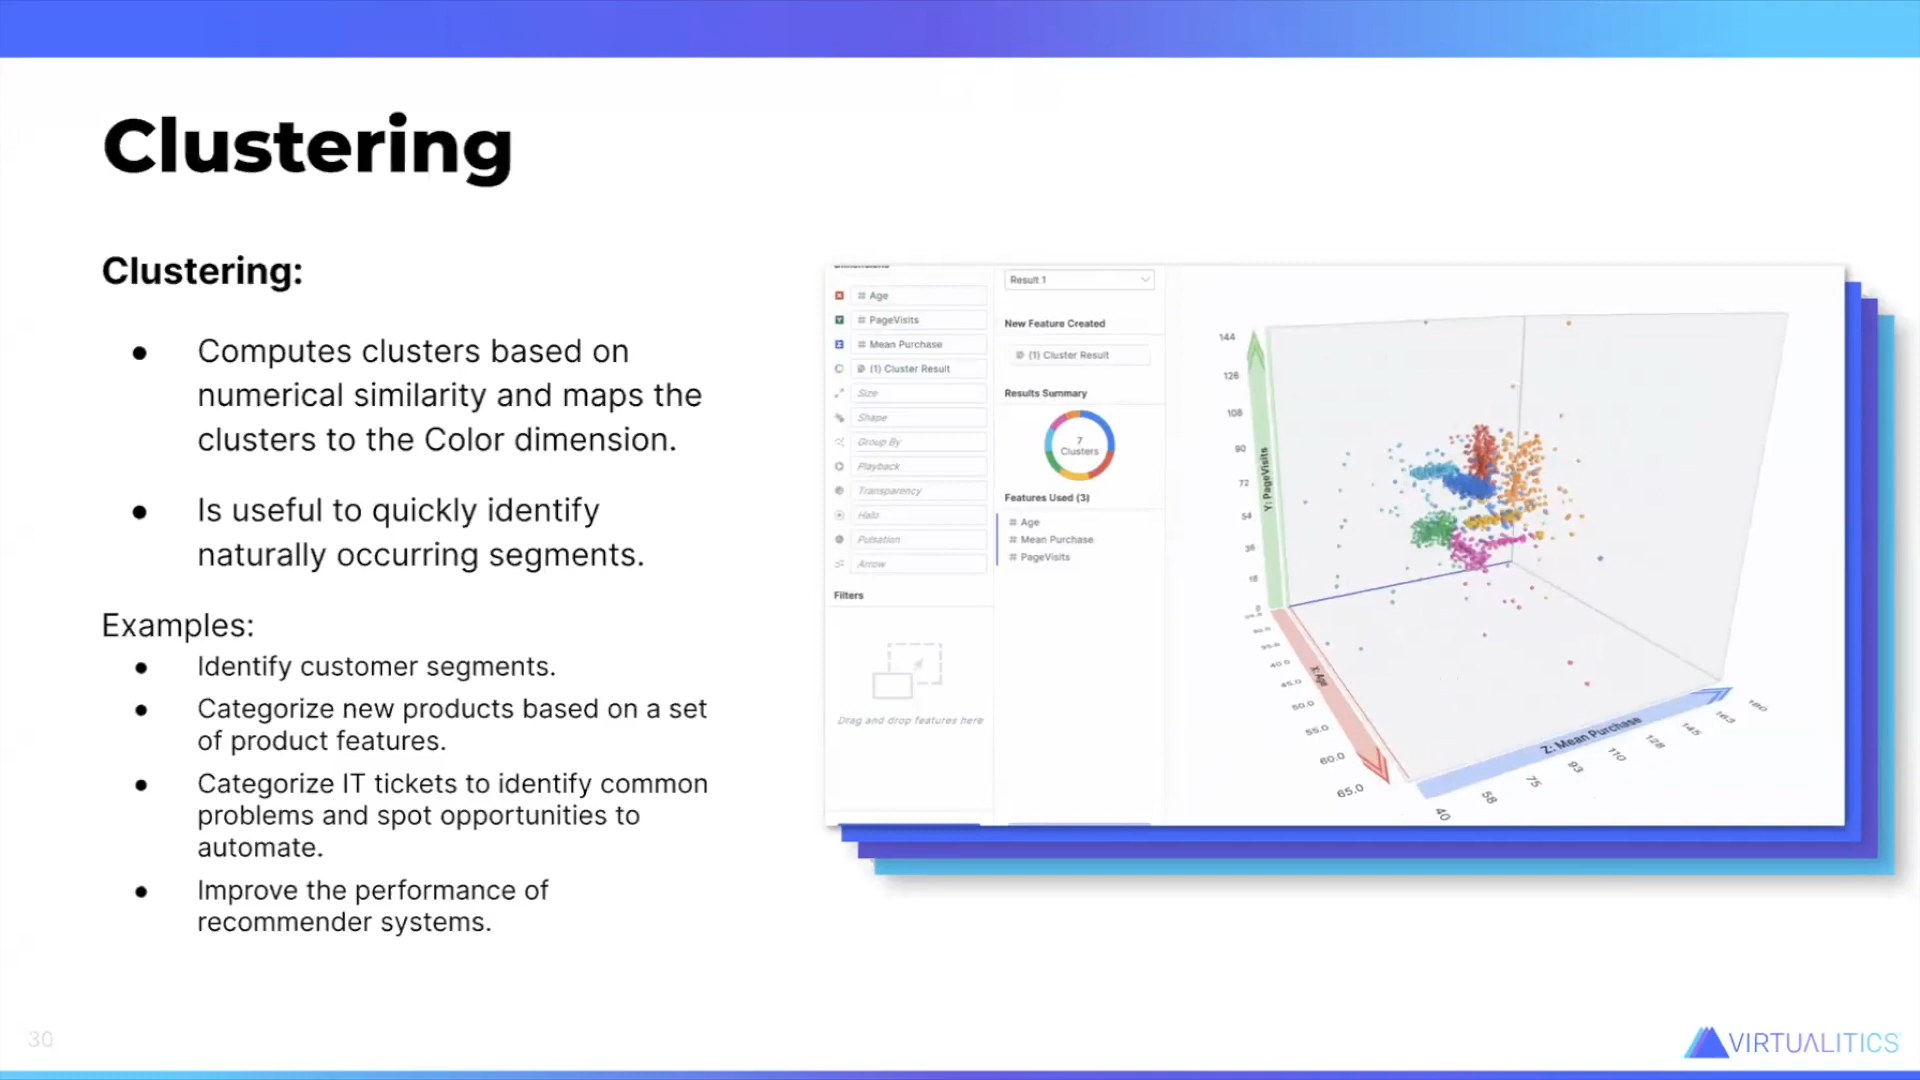 Clustering
Clustering:
● Computes clusters based on
numerical similarity and maps the
clusters to the Color dimension.
● Is useful to quickly identify
naturally occurring segments.
Examples:
● Identify customer segments.
● Categorize new products based on a set
of product features.
● Categorize IT tickets to identify common
problems and spot opportunities to
automate.
● Improve the performance of
recommender systems.
30
# Age
# PageVisits
# Mean Purchase
(1) Cluster Result
Size
Shape
Group By
Playback
Transparency
Halo
Pulsation
Arrow
Filters
Drag and drop features here
Result 1
New Feature Created
(1) Cluster Result
Results Summary
7
Clusters
Features Used (3)
# Age
# Mean Purchase
# PageVisits
144
126
108
90
72
54
36
18
0
Y: PageVisits
40.0
45.0
50.0
55.0
60.0
65.0
X: Age
Z: Mean Purchase
40
58
75
93
110
128
145
163
180
VIRTUALITICS